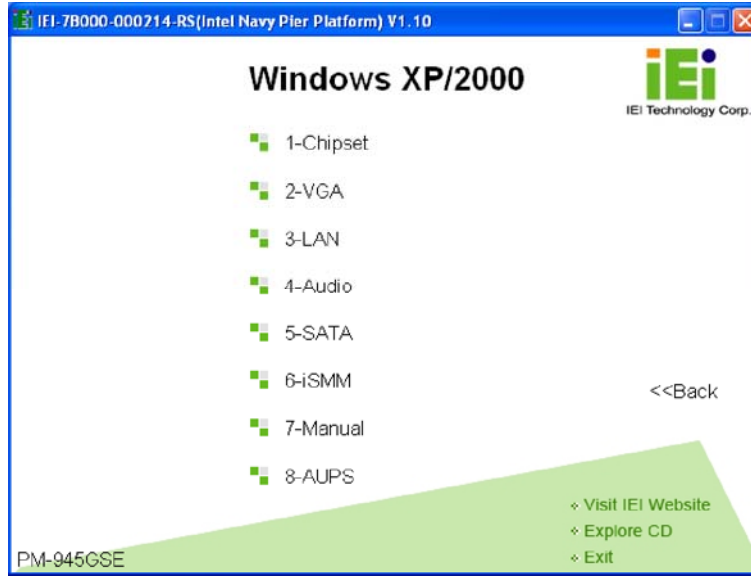 IEI-7B000-000214-RS(Intel Navy Pier Platform) V1.10
Windows XP/2000
iEi
IEI Technology Corp.
1-Chipset
2-VGA
3-LAN
4-Audio
5-SATA
6-iSMM
7-Manual
8-AUPS
<<Back
Visit IEI Website
Explore CD
Exit
PM-945GSE